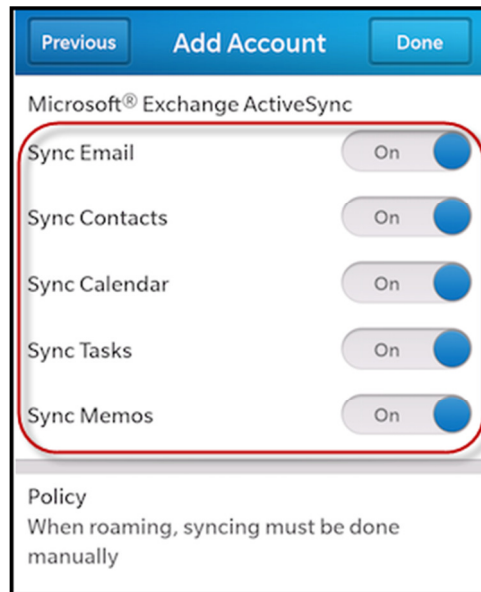 Previous Add Account Done
Microsoft® Exchange ActiveSync
Sync Email On
Sync Contacts On
Sync Calendar On
Sync Tasks On
Sync Memos On
Policy
When roaming, syncing must be done
manually